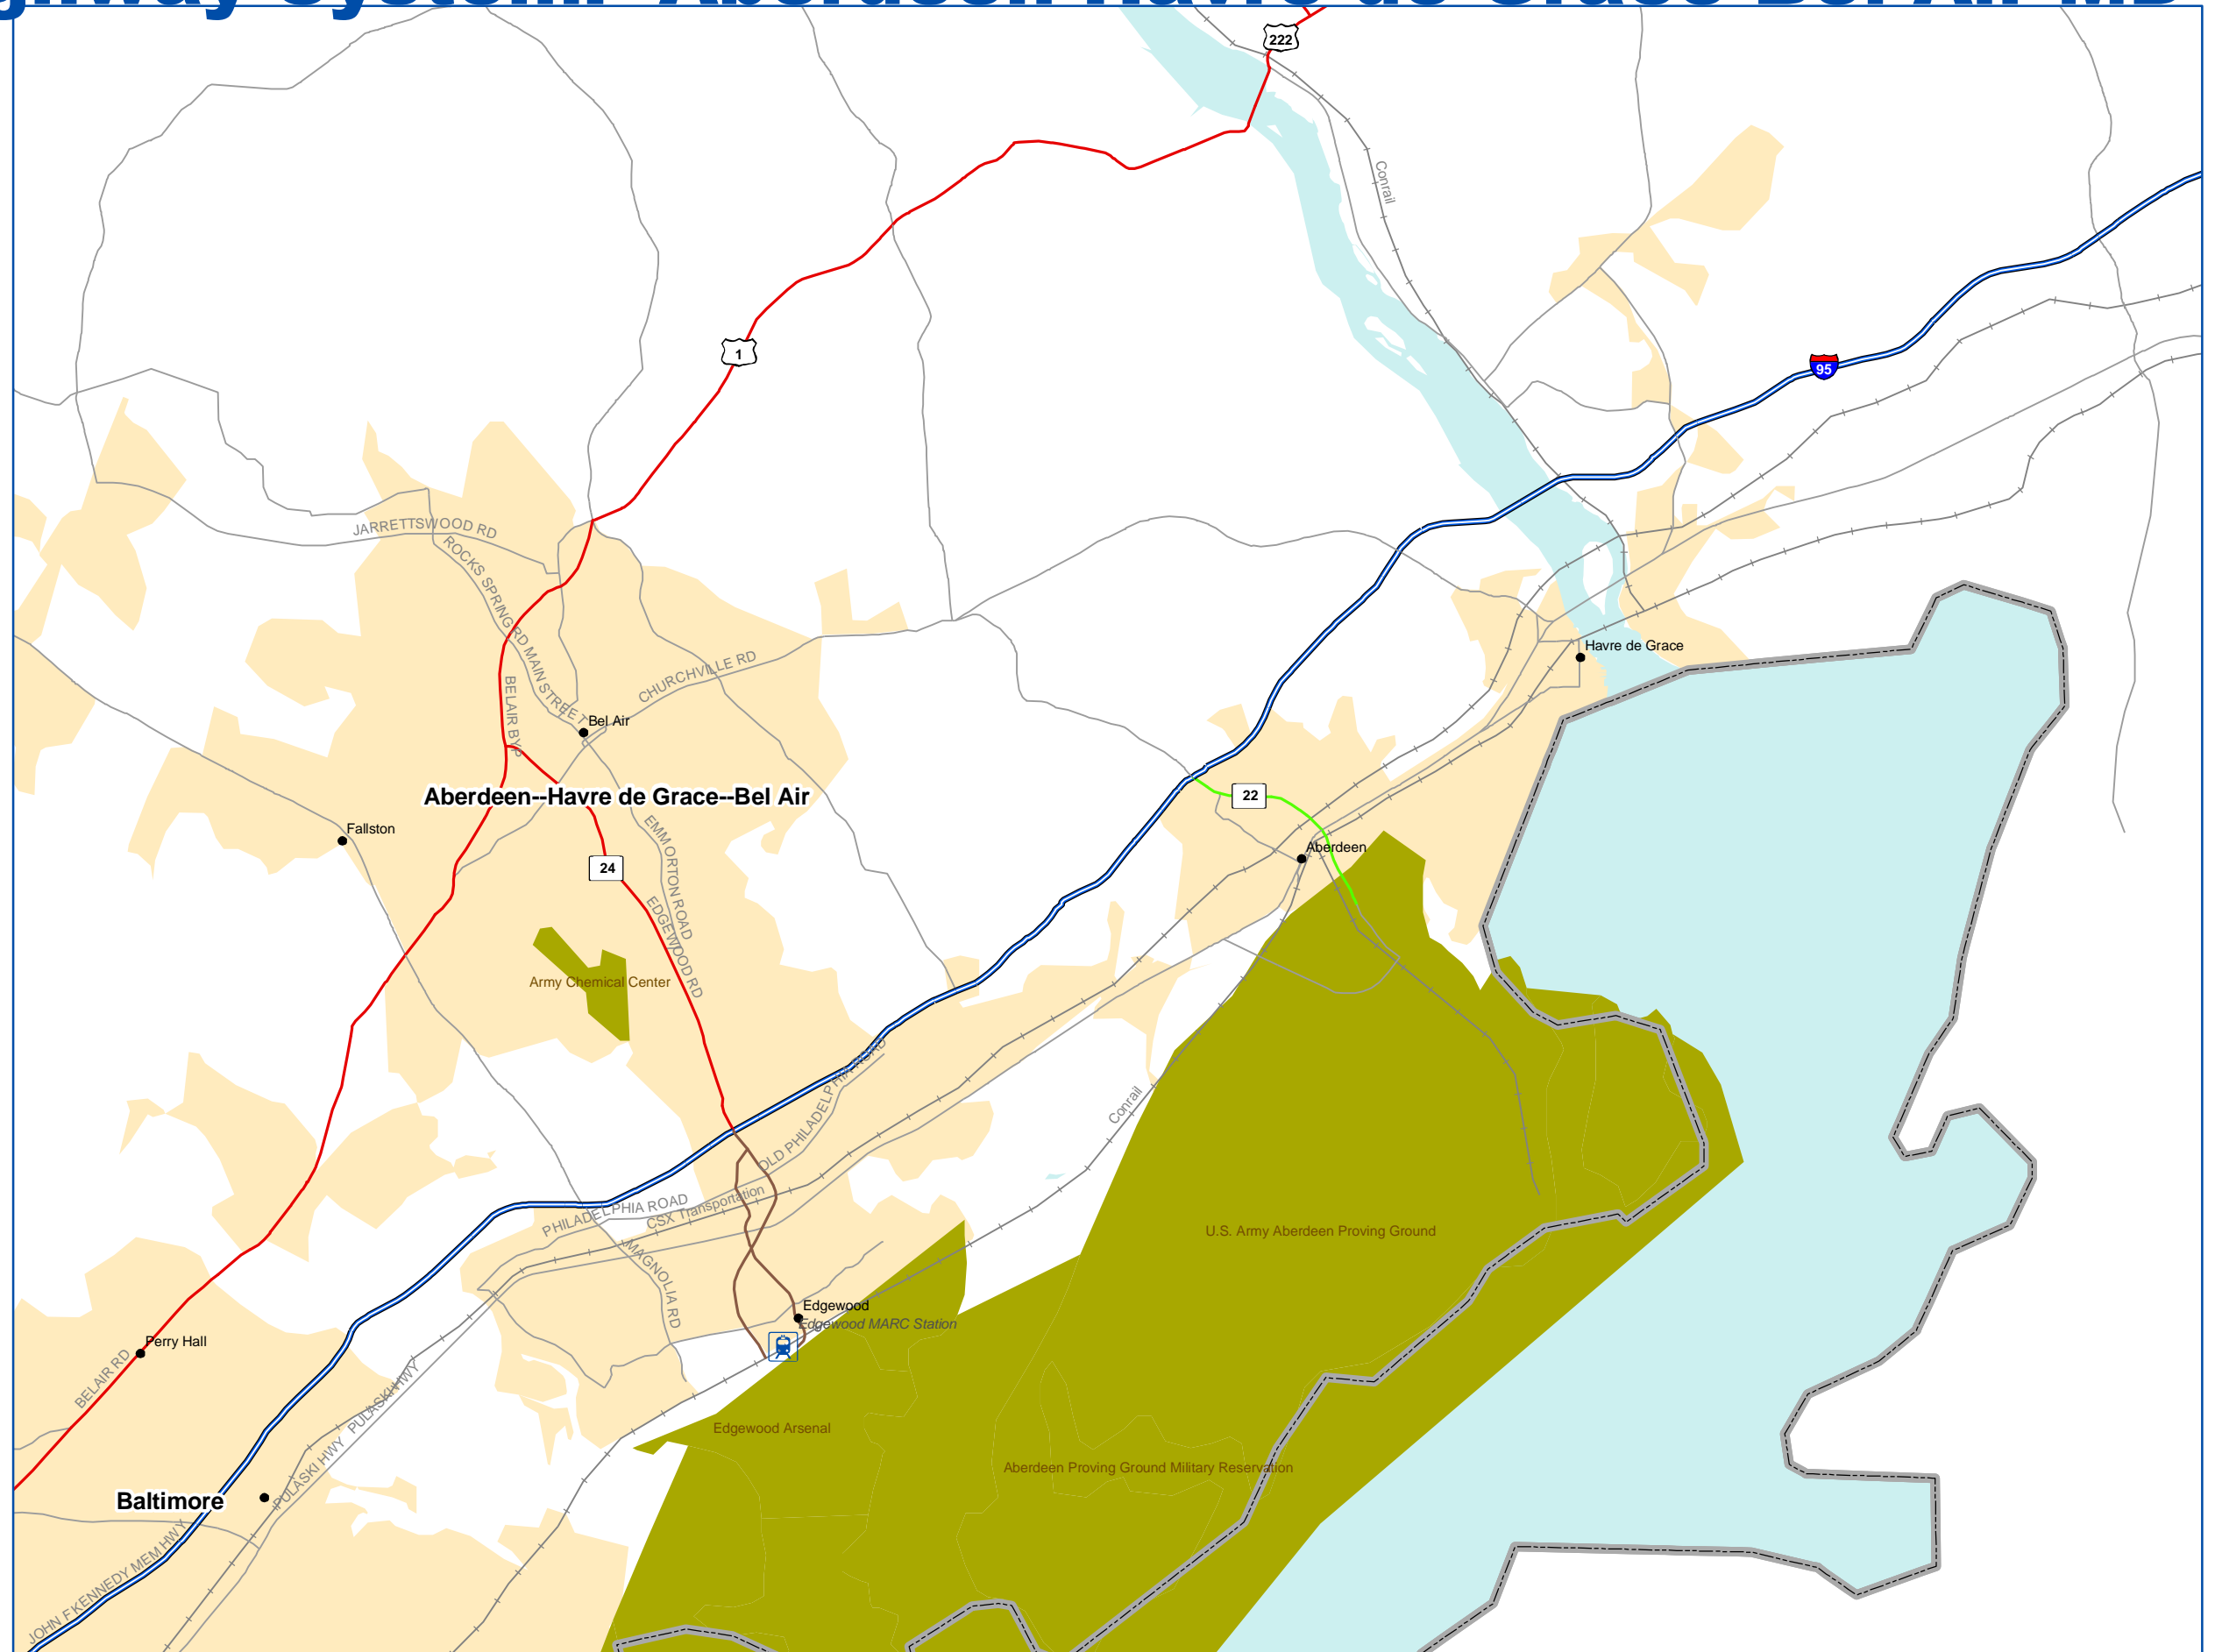 222
Conrail
1
95
JARRETTSWOOD RD
ROCKS SPRING RD
MAIN STREET
CHURCHVILLE RD
BELAIR BYP
Havre de Grace
Bel Air
Aberdeen--Havre de Grace--Bel Air
22
Fallston
EMMORTON ROAD
Aberdeen
24
EDGEWOOD RD
Army Chemical Center
OLD PHILADELPHIA ROAD
Conrail
PHILADELPHIA ROAD
CSX Transportation
U.S. Army Aberdeen Proving Ground
MAGNOLIA RD
Edgewood
Edgewood MARC Station
Perry Hall
BELAIR RD
PULASKI HWY
PULASKI HWY
Edgewood Arsenal
Aberdeen Proving Ground Military Reservation
Baltimore
JOHN F KENNEDY MEM HWY